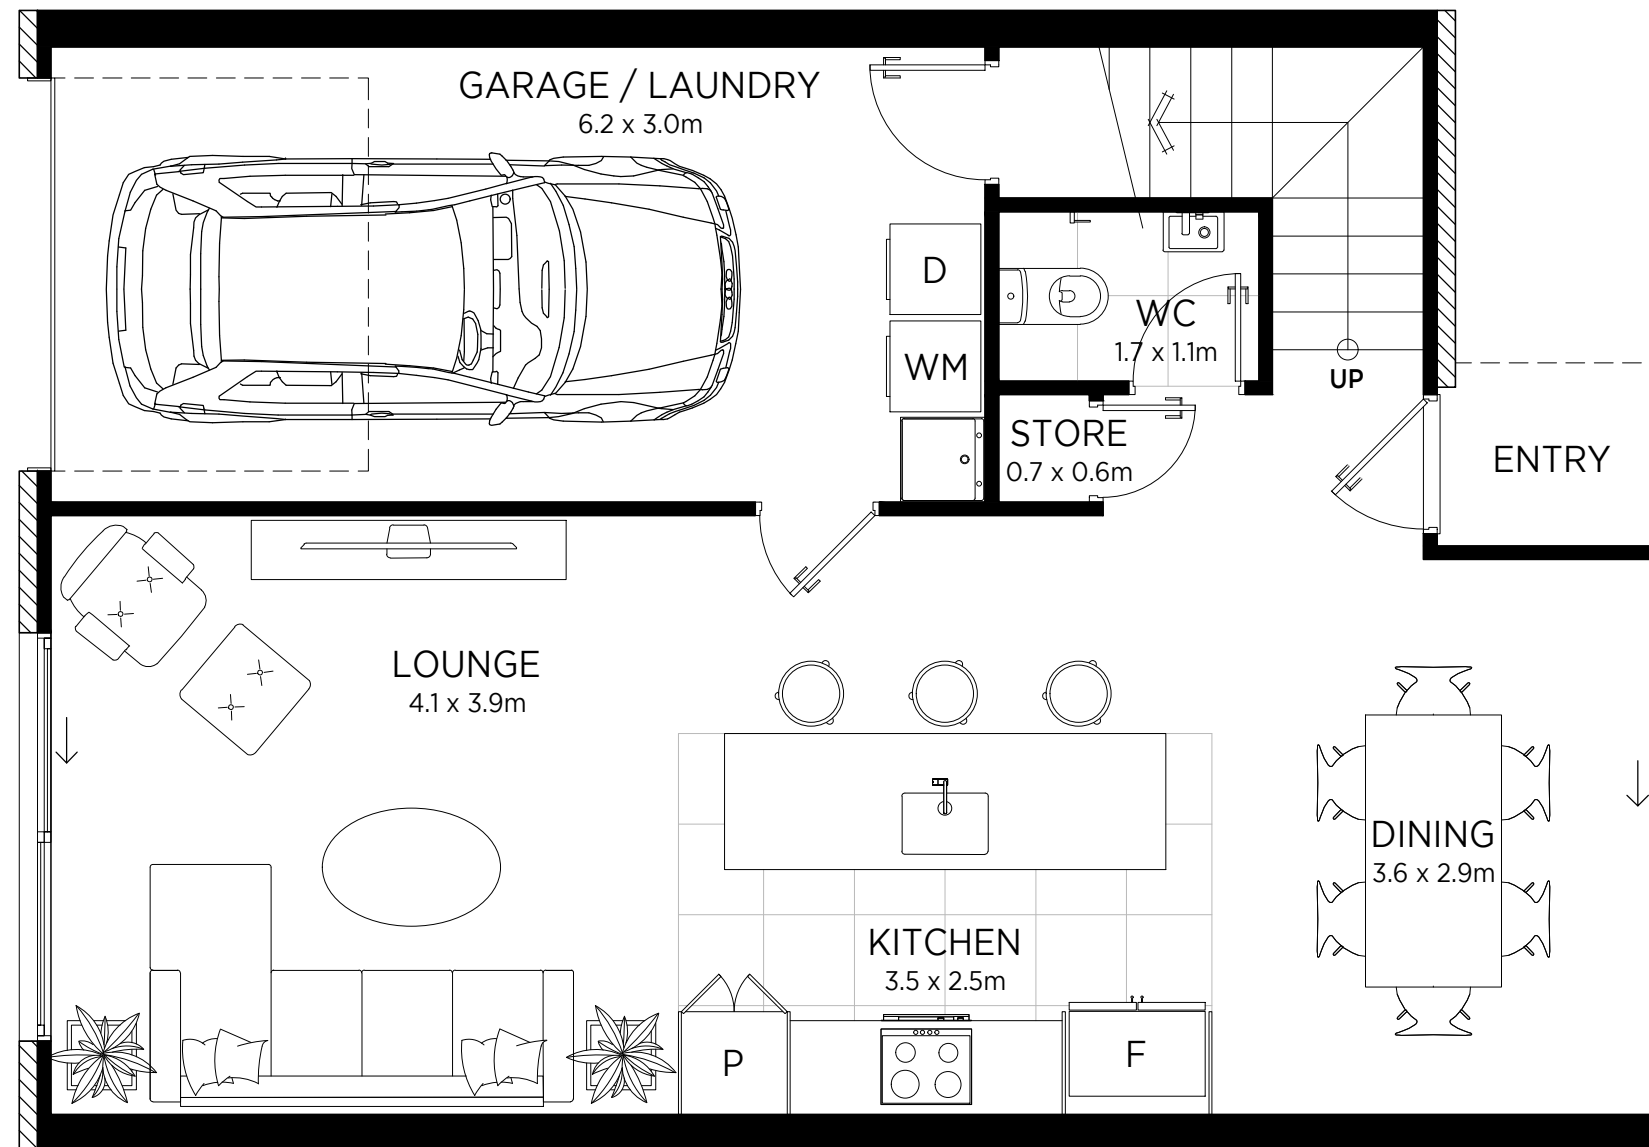 GARAGE / LAUNDRY
6.2 x 3.0m
D
WM
WC
1.7 x 1.1m
UP
STORE
0.7 x 0.6m
ENTRY
LOUNGE
4.1 x 3.9m
DINING
3.6 x 2.9m
KITCHEN
3.5 x 2.5m
P
F